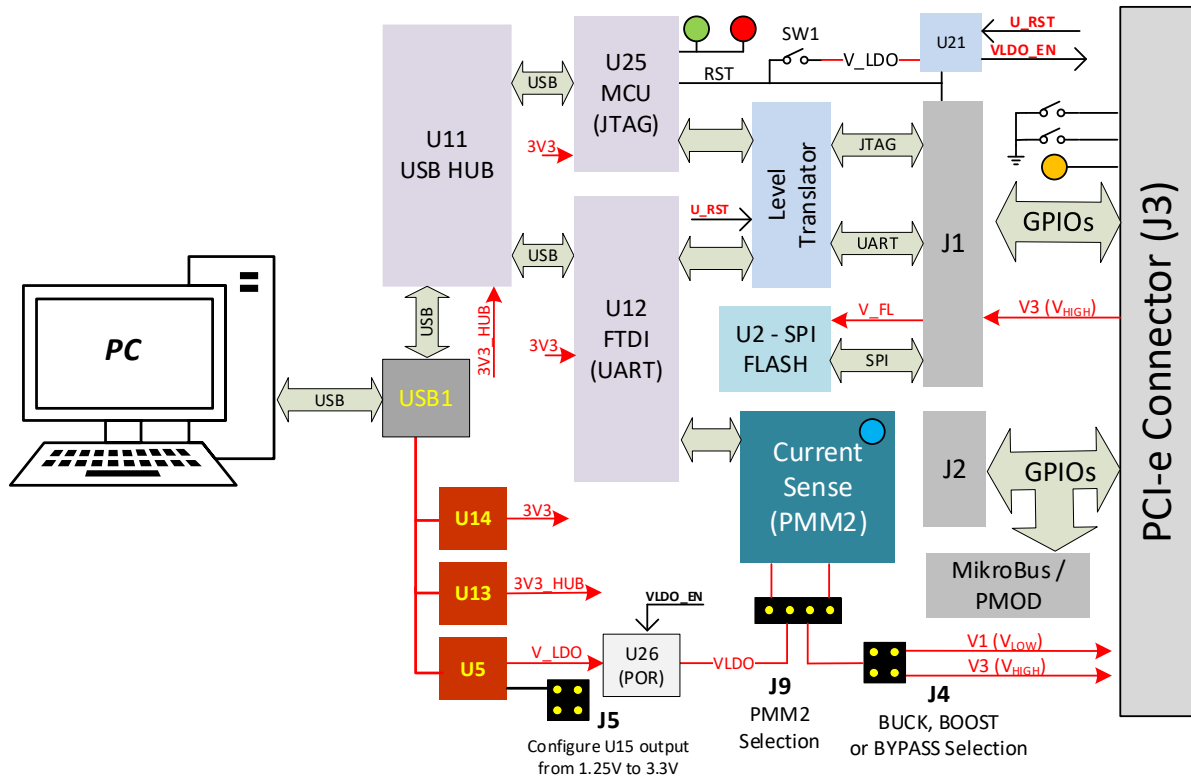 U11
USB HUB
USB
U25
MCU
(JTAG)
3V3
RST
SW1
V_LDO
U21
U_RST
VLDO_EN
Level
Translator
JTAG
UART
J1
GPIOs
PCI-e Connector (J3)
USB
U_RST
U12
FTDI
(UART)
3V3
V_FL
V3 (VHIGH)
U2 - SPI
FLASH
SPI
PC
USB
USB1
USB
3V3_HUB
Current
Sense
(PMM2)
J2
GPIOs
MikroBus /
PMOD
U14
3V3
U13
3V3_HUB
U5
V_LDO
VLDO_EN
U26
(POR)
VLDO
V1 (VLOW)
V3 (VHIGH)
J5
Configure U15 output
from 1.25V to 3.3V
J9
PMM2
Selection
J4
BUCK, BOOST
or BYPASS Selection